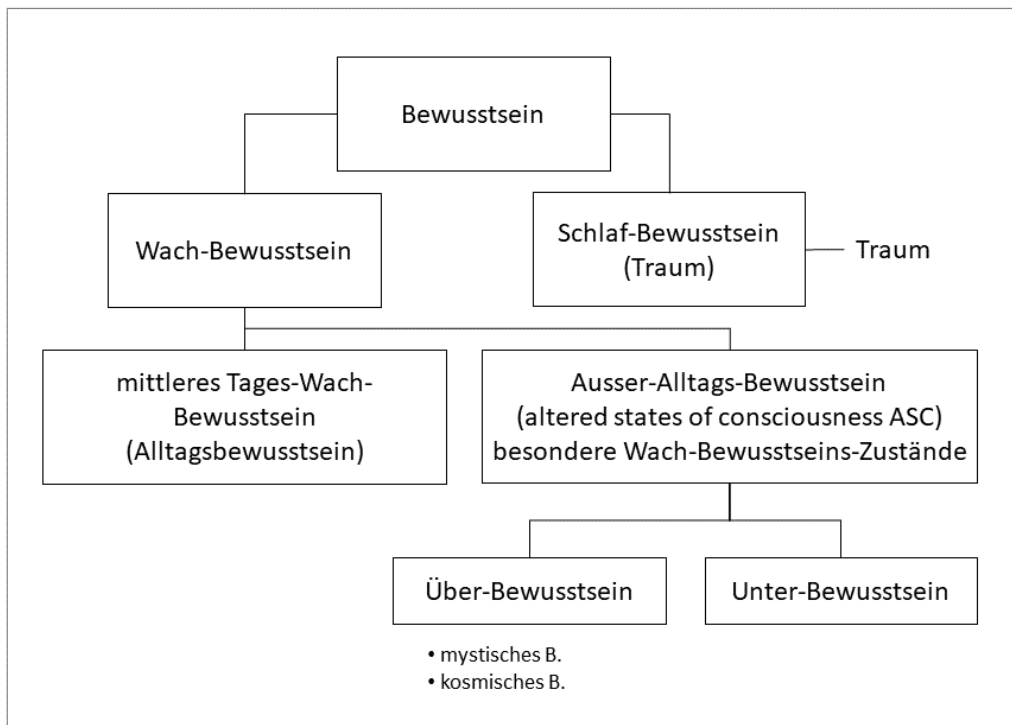 Bewusstsein
Wach-Bewusstsein
Schlaf-Bewusstsein
(Traum)
Traum
mittleres Tages-Wach-
Bewusstsein
(Alltagsbewusstsein)
Ausser-Alltags-Bewusstsein
(altered states of consciousness ASC)
besondere Wach-Bewusstseins-Zustände
Über-Bewusstsein
Unter-Bewusstsein
• mystisches B.
• kosmisches B.